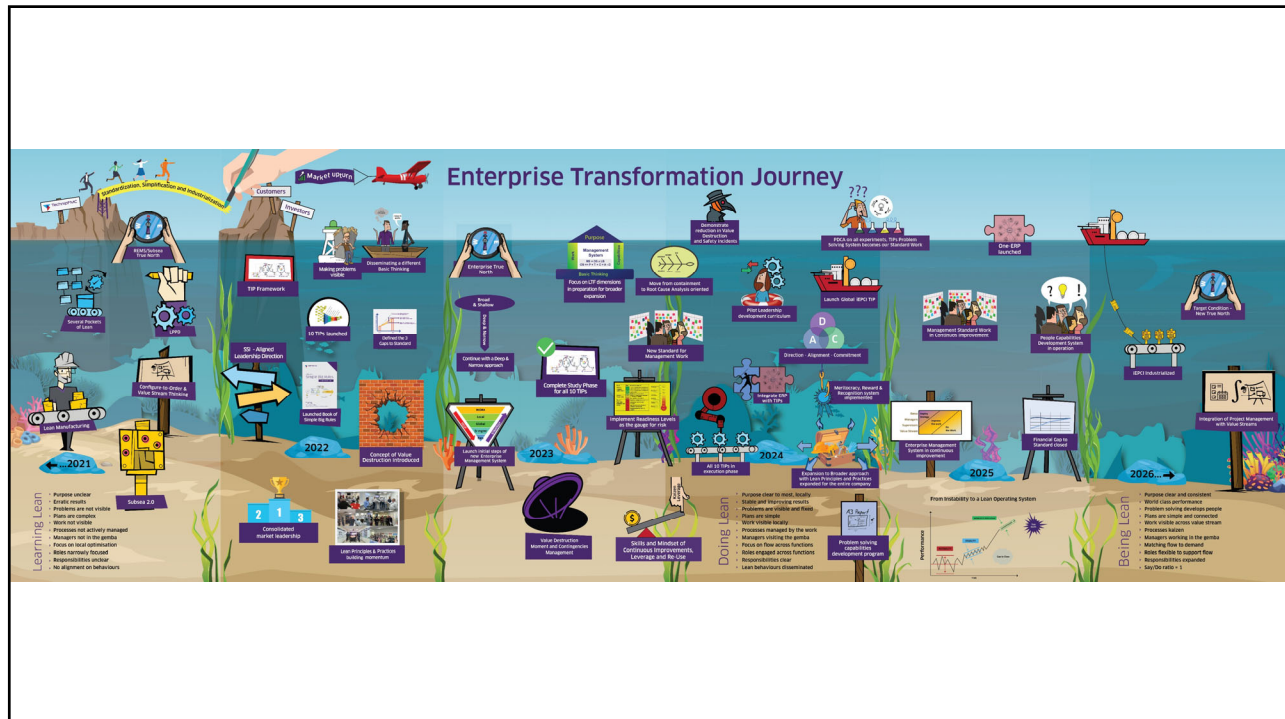 Enterprise Transformation Journey
Standardization, Simplification and Industrialization
TechnipFMC
Customers
Investors
Market upturn
REMS/Subsea
True North
Several Pockets
of Lean
LPPD
Lean Manufacturing
Configure-to-Order &
Value Stream Thinking
←...2021
Subsea 2.0
Learning Lean
Purpose unclear
Erratic results
Problems are not visible
Plans are complex
Work not visible
Processes not actively managed
Managers not in the gemba
Focus on local optimisation
Roles narrowly focused
Responsibilities unclear
No alignment on behaviours
TIP Framework
Making problems
visible
Disseminating a different
Basic Thinking
10 TIPs launched
Defined the 3
Gaps to Standard
SSI - Aligned
Leadership Direction
Launched Book of
Simple Big Rules
2022
Concept of Value
Destruction introduced
2 1 3
Consolidated
market leadership
Lean Principles & Practices
building momentum
Enterprise True
North
Broad
& Shallow
Deep & Narrow
Continue with a Deep &
Narrow approach
Launch initial steps of
new Enterprise
Management System
Purpose
Management
System
Basic Thinking
Focus on LTF dimensions
in preparation for broader
expansion
Complete Study Phase
for all 10 TIPs
2023
Value Destruction
Moment and Contingencies
Management
Move from containment
to Root Cause Analysis oriented
New Standard for
Management Work
Implement Readiness Levels
as the gauge for risk
$
Skills and Mindset of
Continuous Improvements,
Leverage and Re-Use
Demonstrate
reduction in Value
Destruction
and Safety incidents
Pilot Leadership
development curriculum
Integrate ERP
with TIPs
All 10 TIPs in
execution phase
2024
Doing Lean
Purpose clear to most, locally
Stable and improving results
Problems are visible and fixed
Plans are simple
Work visible locally
Processes managed by the work
Managers visiting the gemba
Focus on flow across functions
Roles engaged across functions
Responsibilities clear
Lean behaviours disseminated
???
PDCA on all experiments, TIPs Problem
Solving System becomes our Standard Work
Launch Global iEPCI TIP
D
A C
Direction - Alignment - Commitment
Meritocracy, Reward &
Recognition system
implemented
Expansion to Broader approach
with Lean Principles and Practices
expanded for the entire company
A3 Report
Problem solving
capabilities
development program
One-ERP
launched
Management Standard Work
in Continuous Improvement
? !
People Capabilities
Development System
in operation
Enterprise Management
System in continuous
improvement
Financial Gap to
Standard closed
2025
From Instability to a Lean Operating System
Performance
iEPCI Industrialized
Target Condition -
New True North
Integration of Project Management
with Value Streams
2026...→
Being Lean
Purpose clear and consistent
World class performance
Problem solving develops people
Plans are simple and connected
Work visible across value stream
Processes kaizen
Managers working in the gemba
Matching flow to demand
Roles flexible to support flow
Responsibilities expanded
Say/Do ratio = 1